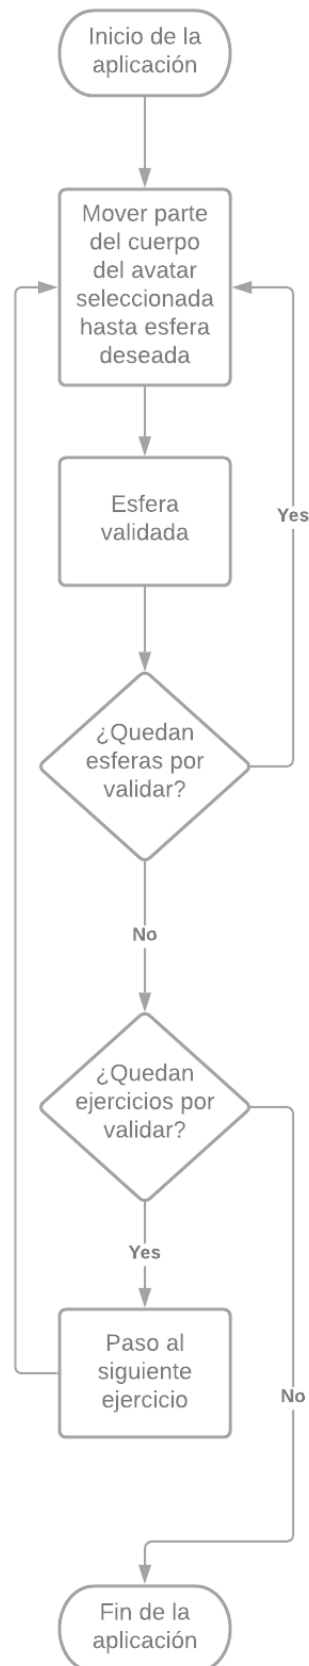 Inicio de la
aplicación
Mover parte
del cuerpo
del avatar
seleccionada
hasta esfera
deseada
Esfera
validada
Yes
¿Quedan
esferas por
validar?
No
¿Quedan
ejercicios por
validar?
Yes
Paso al
siguiente
ejercicio
No
Fin de la
aplicación